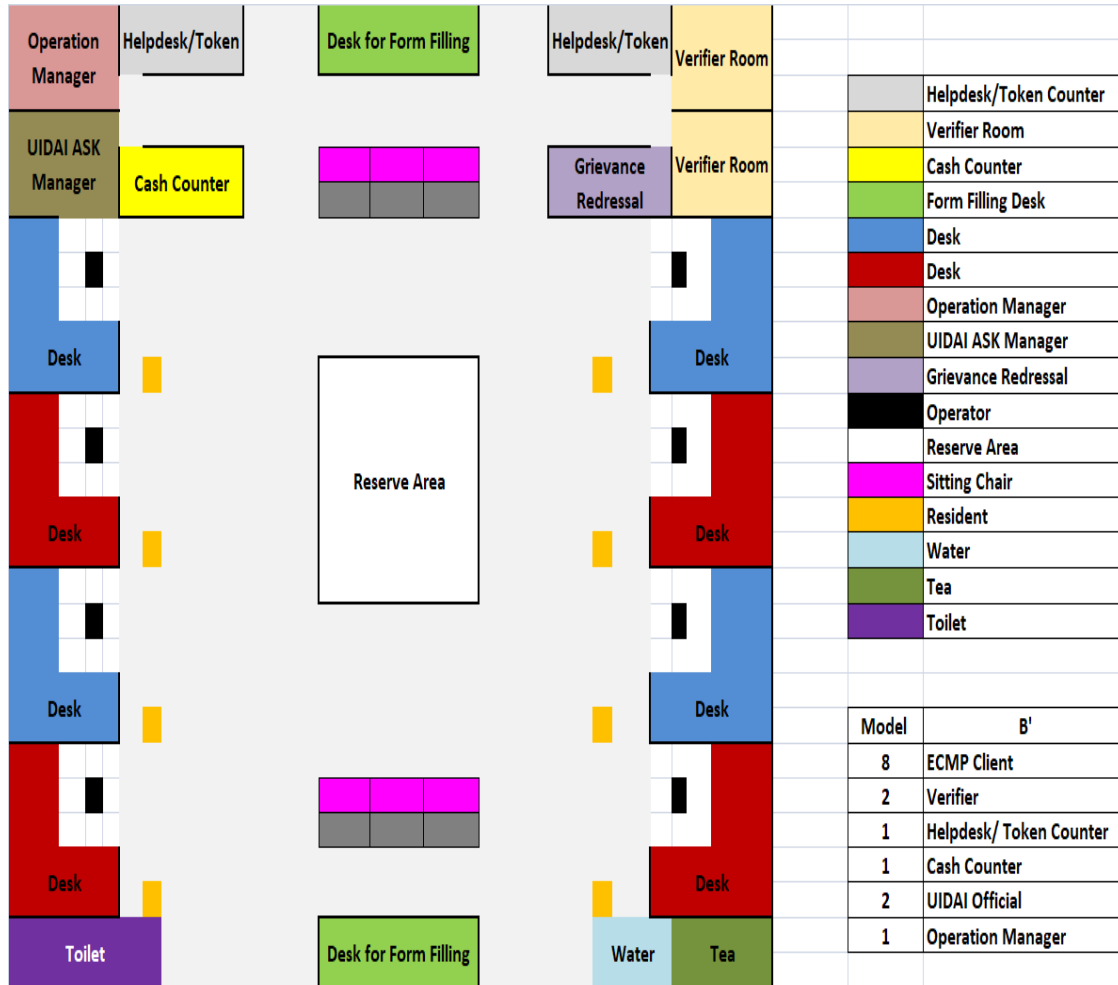 Operation
Manager
Helpdesk/Token
Desk for Form Filling
Helpdesk/Token
Verifier Room
UIDAI ASK
Manager
Cash Counter
Grievance
Redressal
Verifier Room
Desk
Desk
Reserve Area
Desk
Desk
Desk
Desk
Desk
Desk
Toilet
Desk for Form Filling
Water
Tea
Helpdesk/Token Counter
Verifier Room
Cash Counter
Form Filling Desk
Desk
Desk
Operation Manager
UIDAI ASK Manager
Grievance Redressal
Operator
Reserve Area
Sitting Chair
Resident
Water
Tea
Toilet
Model B'
8 ECMP Client
2 Verifier
1 Helpdesk/ Token Counter
1 Cash Counter
2 UIDAI Official
1 Operation Manager